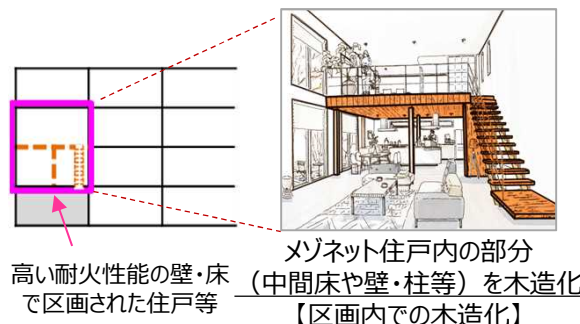 高い耐火性能の壁・床
で区画された住戸等
メゾネット住戸内の部分
（中間床や壁・柱等）を木造化
【区画内での木造化】